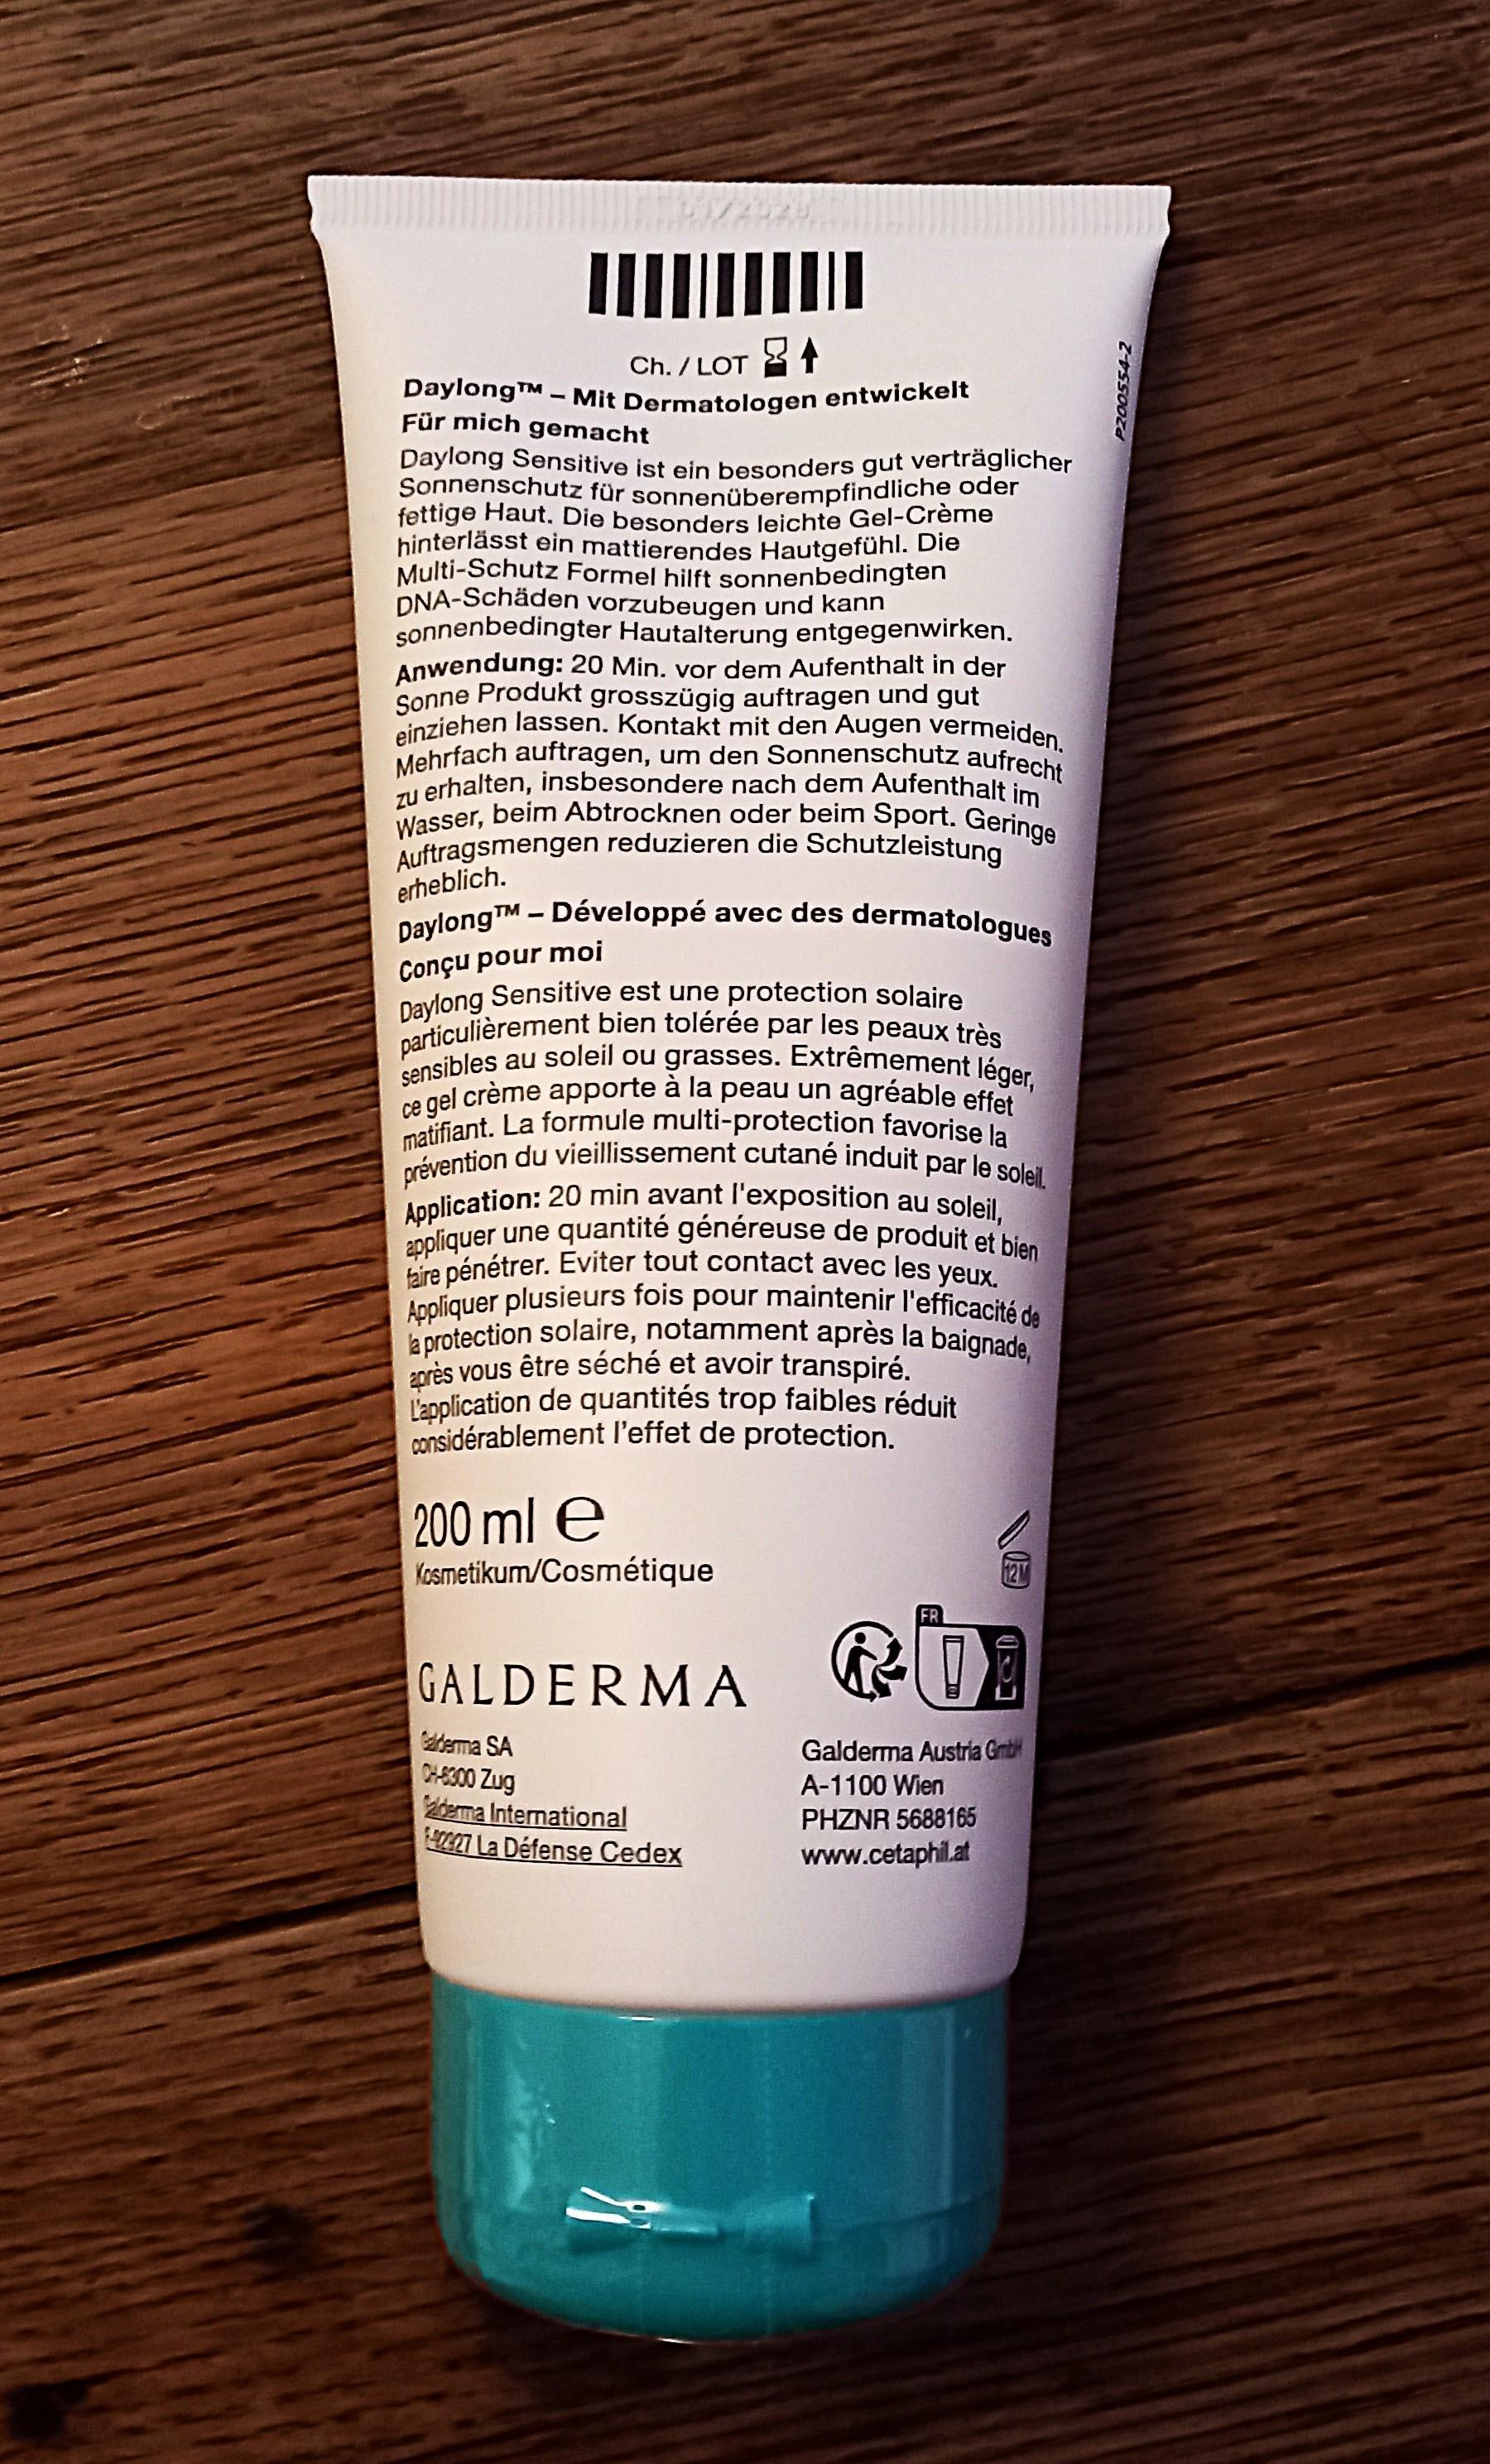 Ch. / LOT
P200554-2
Daylong™ – Mit Dermatologen entwickelt
Für mich gemacht
Daylong Sensitive ist ein besonders gut verträglicher
Sonnenschutz für sonnenüberempfindliche oder
fettige Haut. Die besonders leichte Gel-Crème
hinterlässt ein mattierendes Hautgefühl. Die
Multi-Schutz Formel hilft sonnenbedingten
DNA-Schäden vorzubeugen und kann
sonnenbedingter Hautalterung entgegenwirken.
Anwendung: 20 Min. vor dem Aufenthalt in der
Sonne Produkt grosszügig auftragen und gut
einziehen lassen. Kontakt mit den Augen vermeiden.
Mehrfach auftragen, um den Sonnenschutz aufrecht
zu erhalten, insbesondere nach dem Aufenthalt im
Wasser, beim Abtrocknen oder beim Sport. Geringe
Auftragsmengen reduzieren die Schutzleistung
erheblich.
Daylong™ – Développé avec des dermatologues
Conçu pour moi
Daylong Sensitive est une protection solaire
particulièrement bien tolérée par les peaux très
sensibles au soleil ou grasses. Extrêmement léger,
ce gel crème apporte à la peau un agréable effet
matifiant. La formule multi-protection favorise la
prévention du vieillissement cutané induit par le soleil.
Application: 20 min avant l'exposition au soleil,
appliquer une quantité généreuse de produit et bien
faire pénétrer. Eviter tout contact avec les yeux.
Appliquer plusieurs fois pour maintenir l'efficacité de
la protection solaire, notamment après la baignade,
après vous être séché et avoir transpiré.
L'application de quantités trop faibles réduit
considérablement l'effet de protection.
200 ml e
Kosmetikum/Cosmétique
12M
FR
GALDERMA
Galderma SA
CH-6300 Zug
Galderma International
F-92927 La Défense Cedex
Galderma Austria GmbH
A-1100 Wien
PHZNR 5688165
www.cetaphil.at